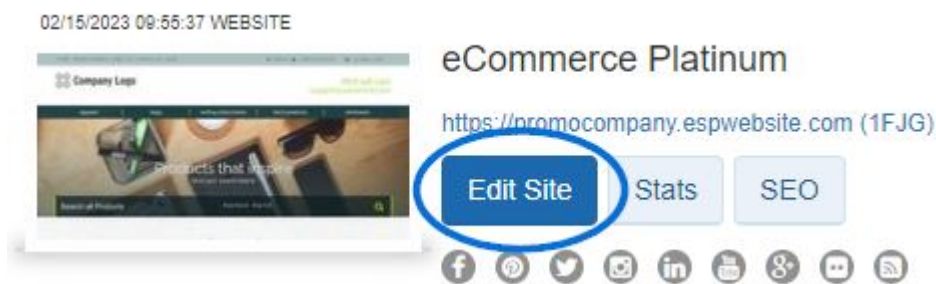 02/15/2023 09:55:37 WEBSITE
eCommerce Platinum
https://promocompany.espwebsite.com (1FJG)
Edit Site
Stats
SEO
Company Logo
Products that inspire
Search all Products